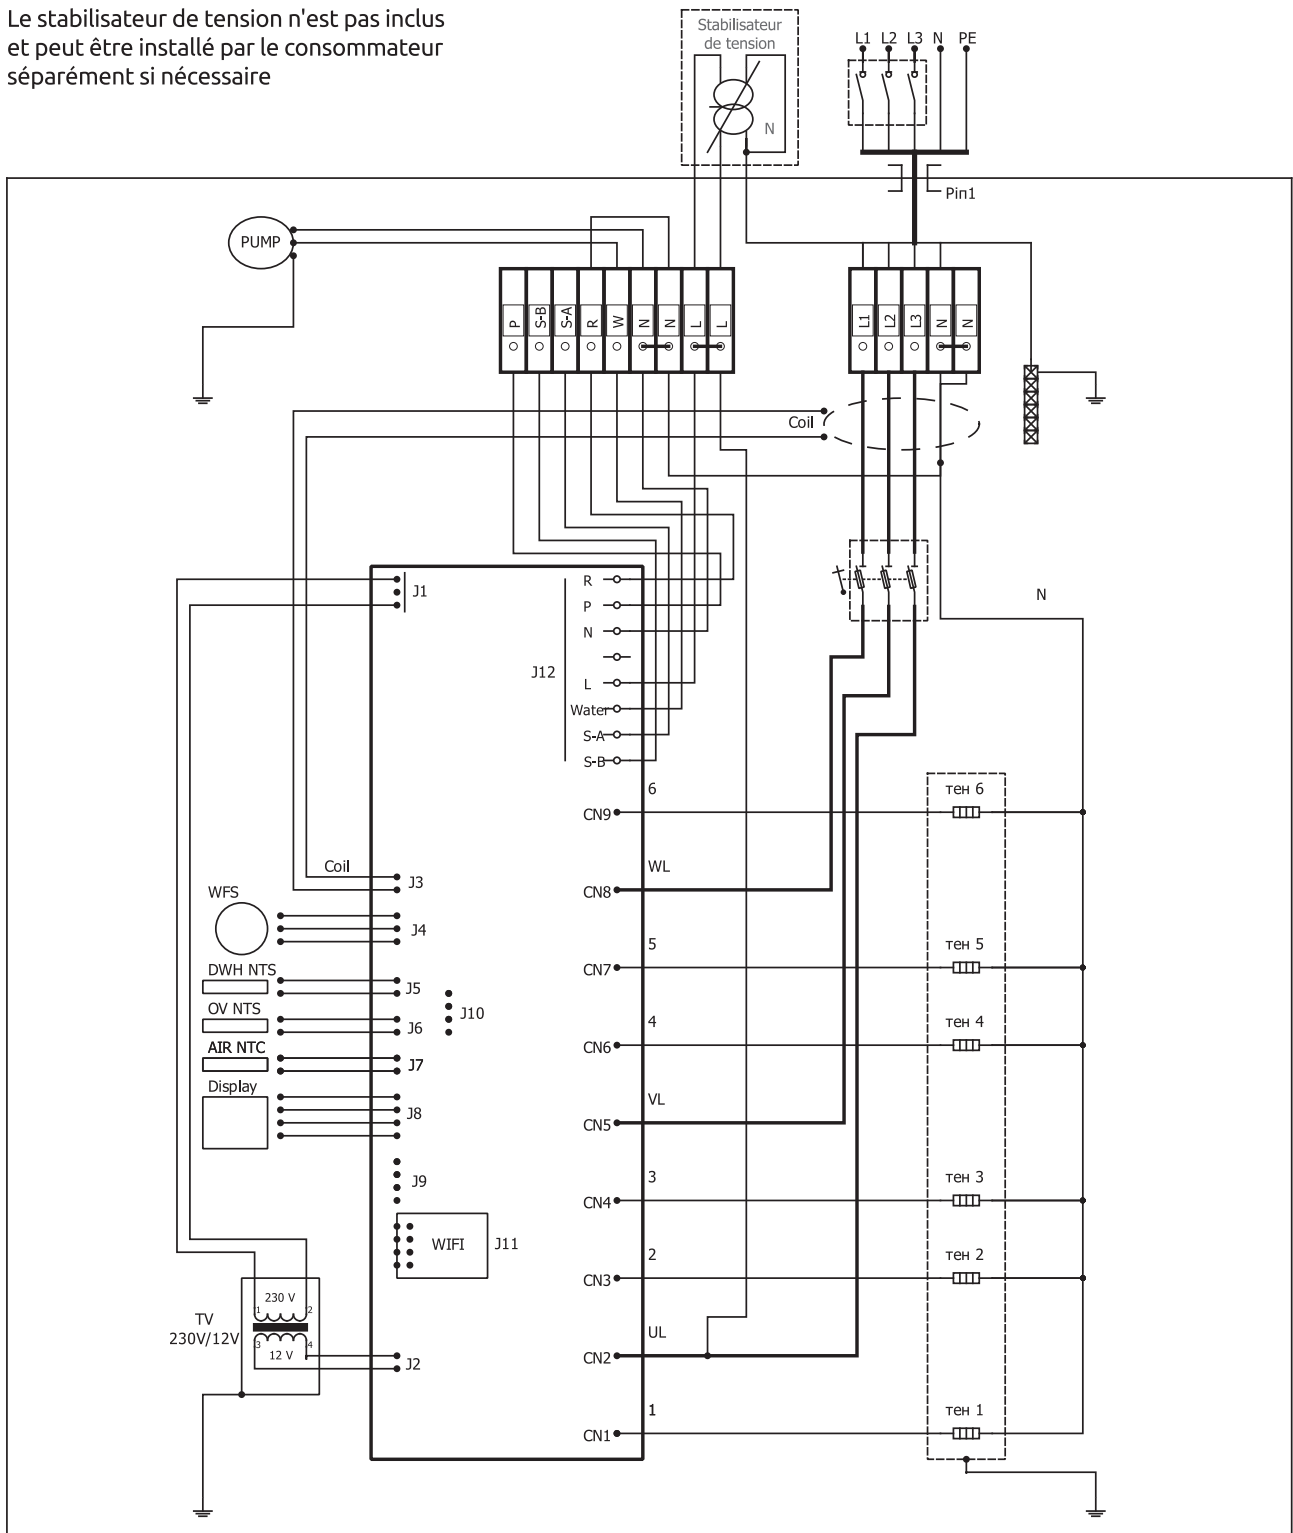 Le stabilisateur de tension n'est pas inclus
et peut être installé par le consommateur
séparément si nécessaire
Stabilisateur
de tension
N
L1 L2 L3 N PE
Pin1
PUMP
P S-B S-A R W N N L L
L1 L2 L3 N N
Coil
R
J1
P
N
N
J12
L
Water
S-A
S-B
6
тен 6
CN9
Coil
WL
J3
CN8
WFS
J4
5
тен 5
DWH NTS
CN7
J5
OV NTS
J10
J6
4
тен 4
AIR NTC
CN6
J7
Display
VL
J8
CN5
J9
3
тен 3
CN4
WIFI
J11
2
тен 2
CN3
230 V
1 2
TV
230V/12V
3 4
12 V
UL
J2
CN2
1
тен 1
CN1